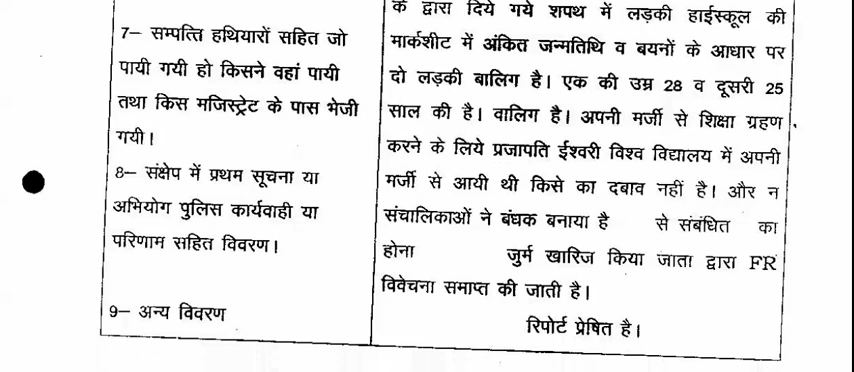 7– सम्पत्ति हथियारों सहित जो
पायी गयी हो किसने वहां पायी
तथा किस मजिस्ट्रेट के पास भेजी
गयी।
8– संक्षेप में प्रथम सूचना या
अभियोग पुलिस कार्यवाही या
परिणाम सहित विवरण।
9– अन्य विवरण
के द्वारा दिये गये शपथ में लड़की हाईस्कूल की
मार्कशीट में अंकित जन्मतिथि व बयनों के आधार पर
दो लड़की बालिग है। एक की उम्र 28 व दूसरी 25
साल की है। वालिग है। अपनी मर्जी से शिक्षा ग्रहण
करने के लिये प्रजापति ईश्वरी विश्व विद्यालय में अपनी
मर्जी से आयी थी किसे का दबाव नहीं है। और न
संचालिकाओं ने बंधक बनाया है से संबंधित का
होना जुर्म खारिज किया जाता द्वारा FR
विवेचना समाप्त की जाती है।
रिपोर्ट प्रेषित है।